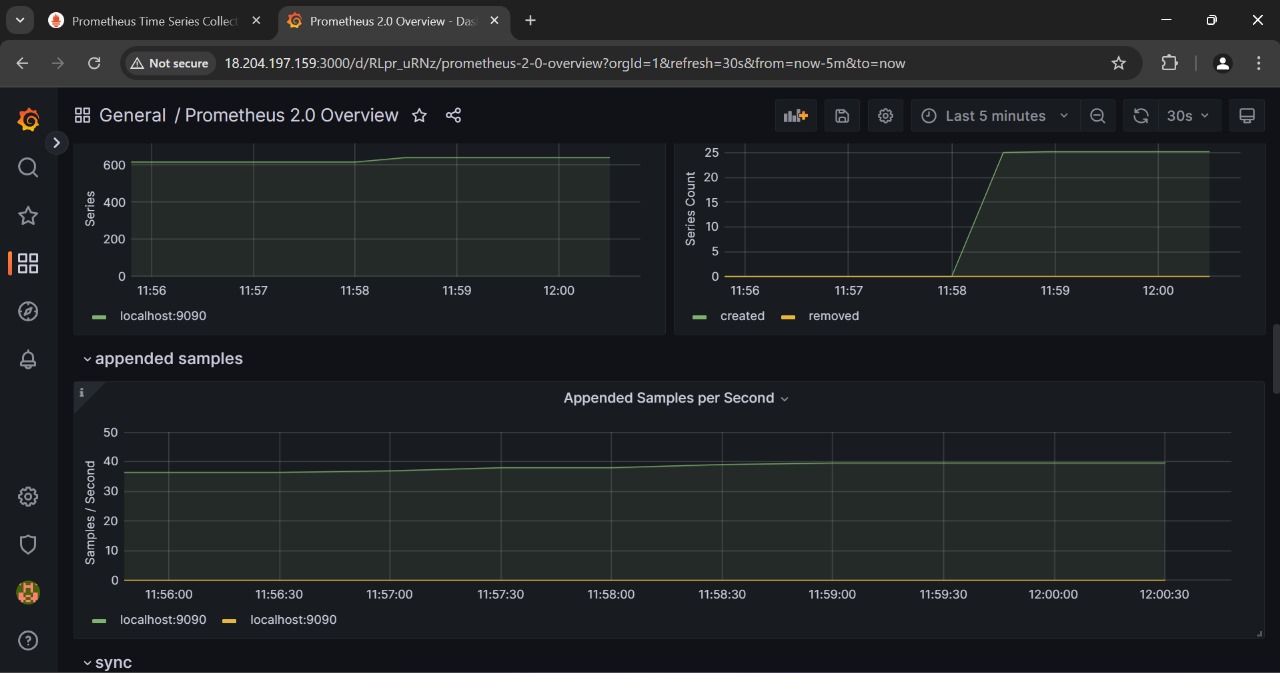 Prometheus Time Series Collect
Prometheus 2.0 Overview - Das
Not secure 18.204.197.159:3000/d/RLpr_uRNz/prometheus-2-0-overview?orgId=1&refresh=30s&from=now-5m&to=now
General / Prometheus 2.0 Overview
Last 5 minutes
30s
Series
600
400
200
0
11:56 11:57 11:58 11:59 12:00
localhost:9090
Series Count
25
20
15
10
5
0
11:56 11:57 11:58 11:59 12:00
created removed
appended samples
i
Appended Samples per Second
Samples / Second
50
40
30
20
10
0
11:56:00 11:56:30 11:57:00 11:57:30 11:58:00 11:58:30 11:59:00 11:59:30 12:00:00 12:00:30
localhost:9090 localhost:9090
sync